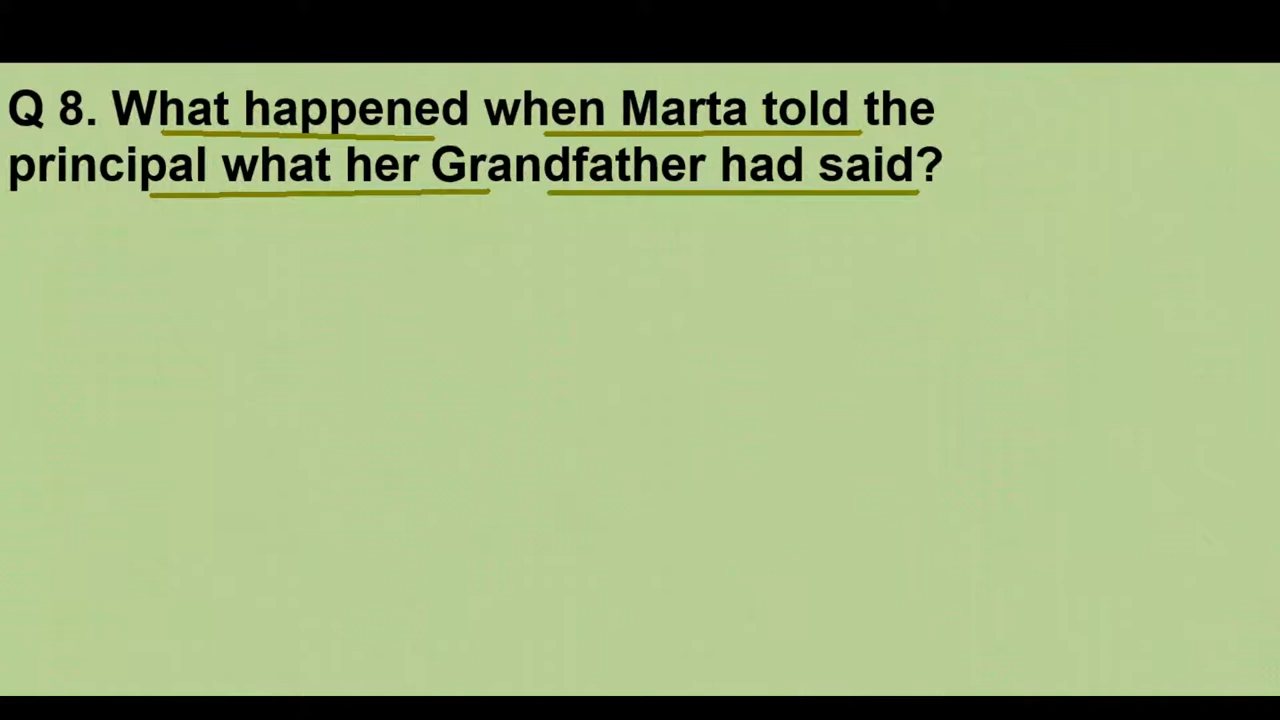 Q 8. What happened when Marta told the
principal what her Grandfather had said?